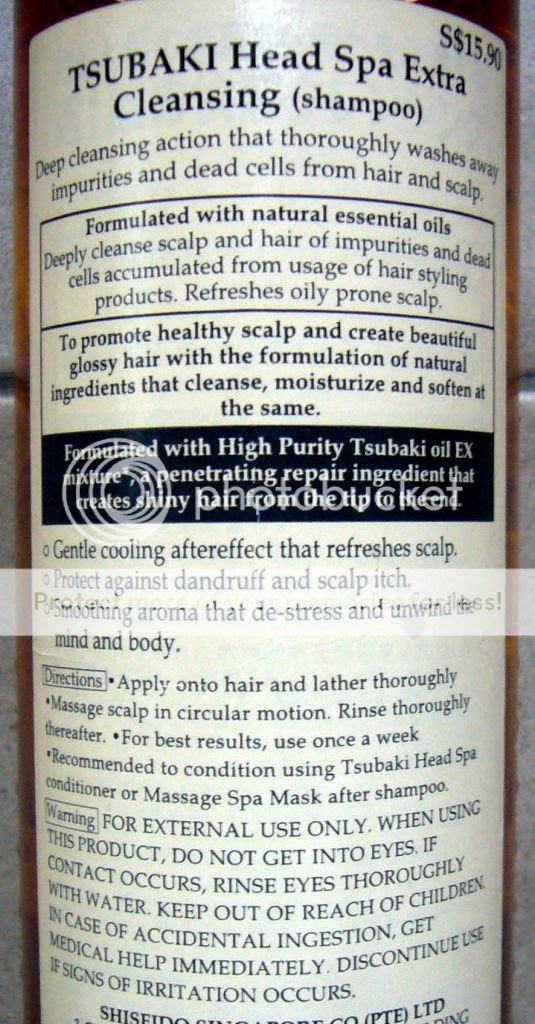 S$15.90
TSUBAKI Head Spa Extra
Cleansing (shampoo)
Deep cleansing action that thoroughly washes away
impurities and dead cells from hair and scalp.
Formulated with natural essential oils
Deeply cleanse scalp and hair of impurities and dead
cells accumulated from usage of hair styling
products. Refreshes oily prone scalp.
To promote healthy scalp and create beautiful
glossy hair with the formulation of natural
ingredients that cleanse, moisturize and soften at
the same.
Formulated with High Purity Tsubaki oil EX
mixture*, a penetrating repair ingredient that
creates shiny hair from the tip to the end.
photobucket
o Gentle cooling aftereffect that refreshes scalp.
o Protect against dandruff and scalp itch.
Protect more of your memories for less!
o Smoothing aroma that de-stress and unwind the
mind and body.
Directions •Apply onto hair and lather thoroughly
•Massage scalp in circular motion. Rinse thoroughly
thereafter. •For best results, use once a week
•Recommended to condition using Tsubaki Head Spa
conditioner or Massage Spa Mask after shampoo.
Warning FOR EXTERNAL USE ONLY. WHEN USING
THIS PRODUCT, DO NOT GET INTO EYES. IF
CONTACT OCCURS, RINSE EYES THOROUGHLY
WITH WATER. KEEP OUT OF REACH OF CHILDREN.
IN CASE OF ACCIDENTAL INGESTION, GET
MEDICAL HELP IMMEDIATELY. DISCONTINUE USE
IF SIGNS OF IRRITATION OCCURS.
SHISEIDO SINGAPORE CO (PTE) LTD